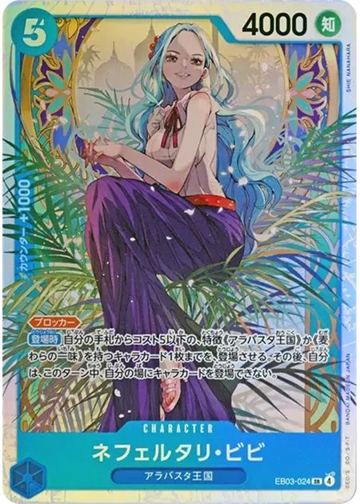 5 4000 知
SHIE NANAHARA
カウンター +1000
ブロッカー
登場時 自分の手札からコスト5以下の、特徴《アラバスタ王国》か《麦
わらの一味》を持つキャラカード1枚までを、登場させる。その後、自分
は、このターン中、自分の場にキャラカードを登場できない。
CHARACTER
ネフェルタリ・ビビ
アラバスタ王国
EB03-024 SR 4